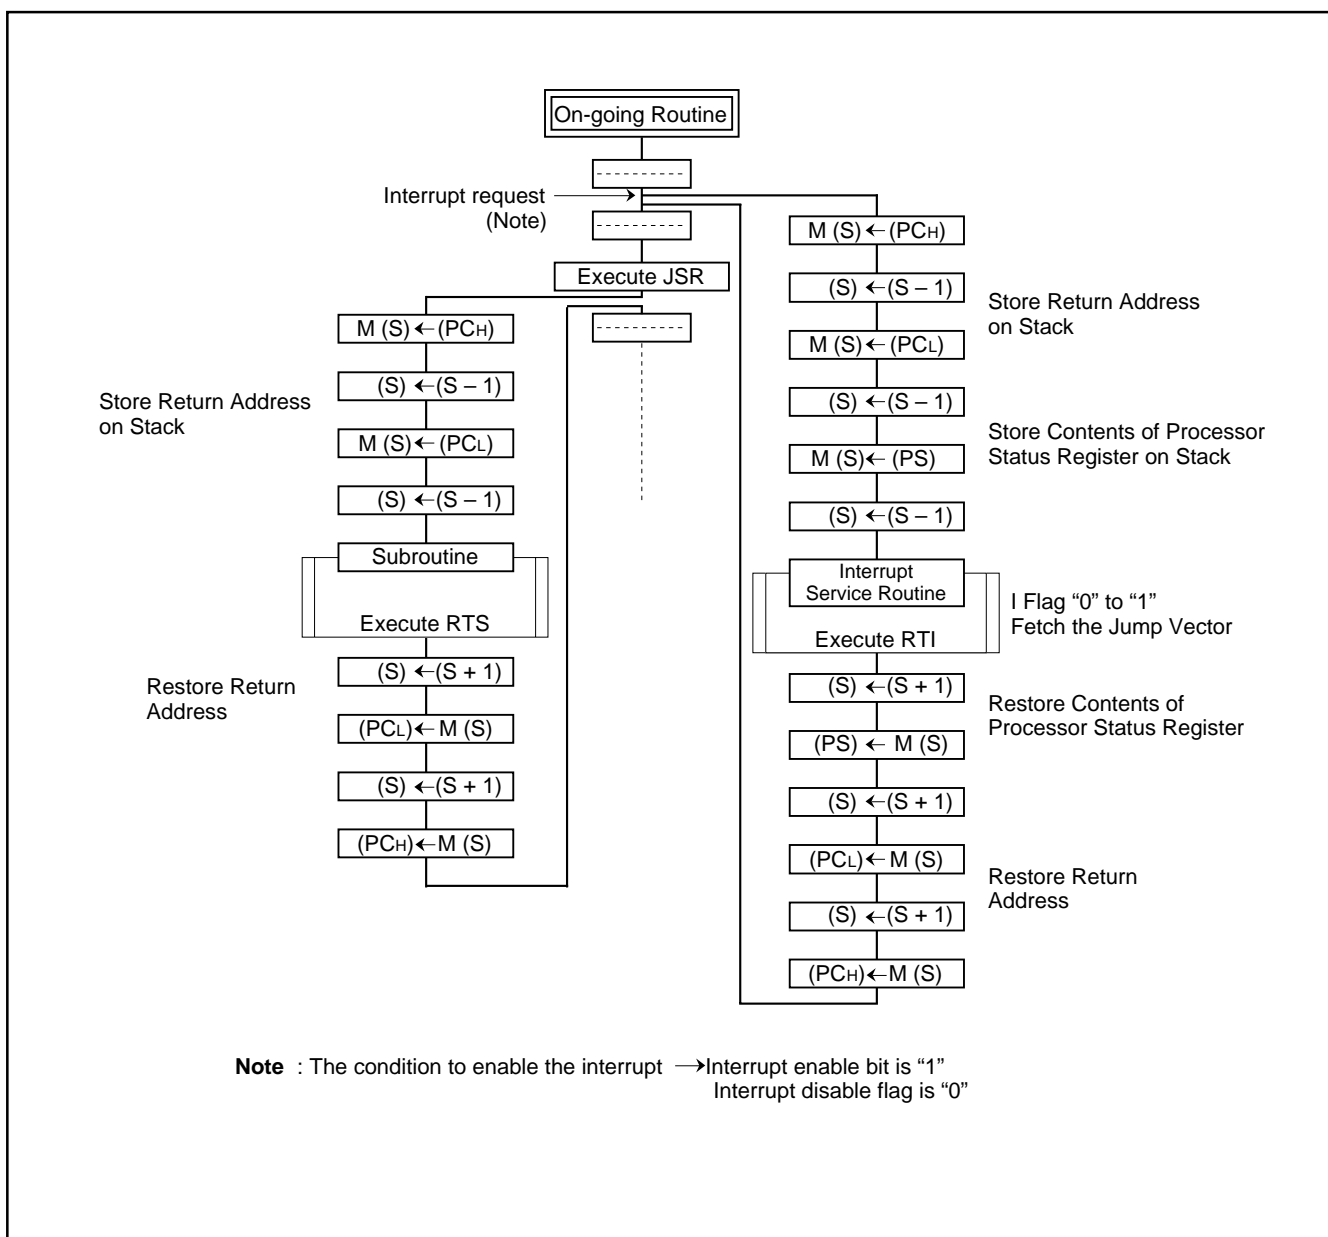 On-going Routine
Interrupt request
(Note)
Execute JSR
M (S) ← (PCH)
(S) ← (S – 1)
M (S) ← (PCL)
(S) ← (S – 1)
Store Return Address
on Stack
Subroutine
Execute RTS
(S) ← (S + 1)
(PCL) ← M (S)
(S) ← (S + 1)
(PCH) ← M (S)
Restore Return
Address
M (S) ← (PCH)
(S) ← (S – 1)
M (S) ← (PCL)
(S) ← (S – 1)
M (S) ← (PS)
(S) ← (S – 1)
Store Return Address
on Stack
Store Contents of Processor
Status Register on Stack
Interrupt
Service Routine
Execute RTI
I Flag “0” to “1”
Fetch the Jump Vector
(S) ← (S + 1)
(PS) ← M (S)
(S) ← (S + 1)
(PCL) ← M (S)
(S) ← (S + 1)
(PCH) ← M (S)
Restore Contents of
Processor Status Register
Restore Return
Address
Note : The condition to enable the interrupt → Interrupt enable bit is “1”
Interrupt disable flag is “0”